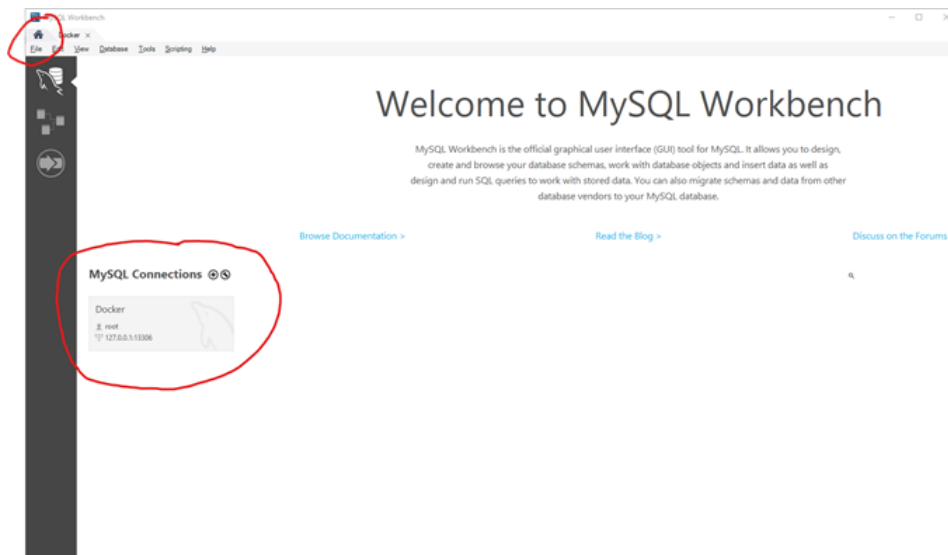 MySQL Workbench
Docker ×
File Edit View Database Tools Scripting Help
Welcome to MySQL Workbench
MySQL Workbench is the official graphical user interface (GUI) tool for MySQL. It allows you to design,
create and browse your database schemas, work with database objects and insert data as well as
design and run SQL queries to work with stored data. You can also migrate schemas and data from other
database vendors to your MySQL database.
Browse Documentation > Read the Blog > Discuss on the Forums
MySQL Connections
Docker
root
127.0.0.1:13306